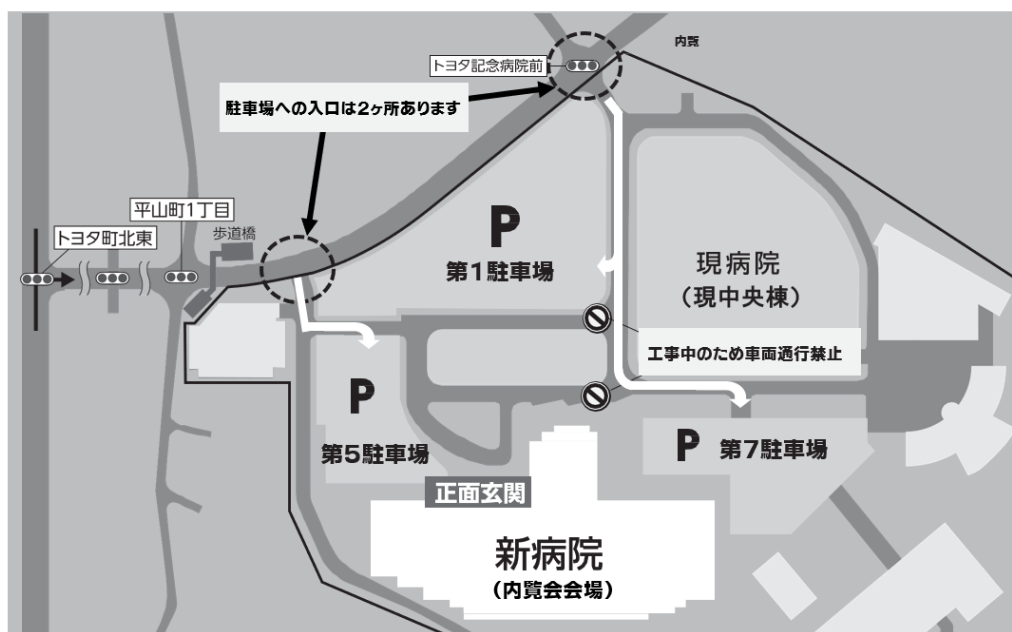 内覧
トヨタ記念病院前
駐車場への入口は2ヶ所あります
平山町1丁目
歩道橋
トヨタ町北東
P
第1駐車場
現病院
(現中央棟)
工事中のため車両通行禁止
P
第5駐車場
P 第7駐車場
正面玄関
新病院
(内覧会会場)